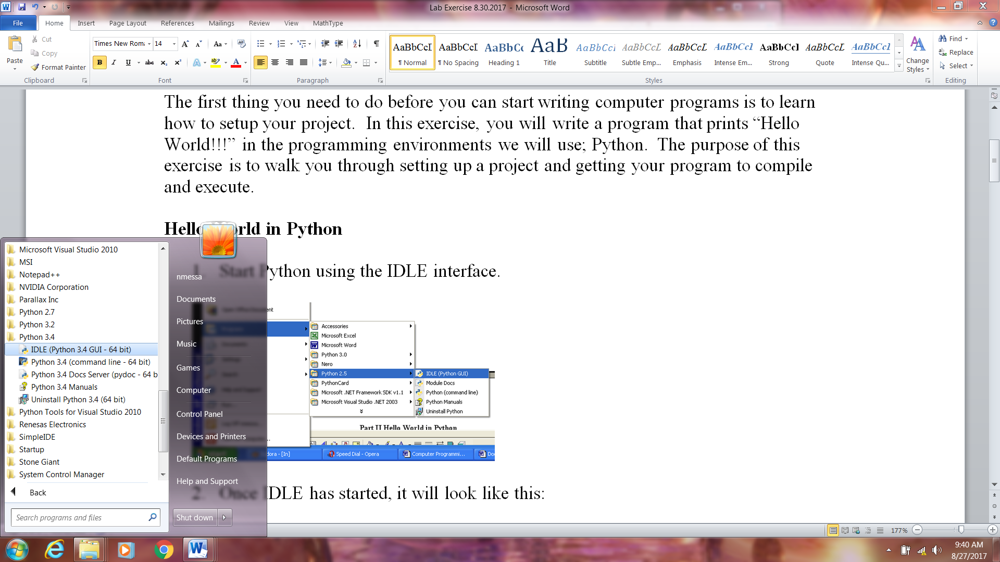 Lab Exercise 8.30.2017 - Microsoft Word
File Home Insert Page Layout References Mailings Review View MathType
Paste
Cut
Copy
Format Painter
Clipboard
Times New Roma 14
Font
Paragraph
AaBbCcI AaBbCcI AaBbCc AaB AaBbCcI AaBbCcL AaBbCcL AaBbCcI AaBbCcI AaBbCcL AaBbCcI
¶ Normal ¶ No Spacing Heading 1 Title Subtitle Subtle Emp... Emphasis Intense Em... Strong Quote Intense Qu...
Change
Styles
Styles
Find
Replace
Select
Editing
The first thing you need to do before you can start writing computer programs is to learn
how to setup your project. In this exercise, you will write a program that prints “Hello
World!!!” in the programming environments we will use; Python. The purpose of this
exercise is to walk you through setting up a project and getting your program to compile
and execute.
Hello World in Python
1. Start Python using the IDLE interface.
Accessories
Microsoft Excel
Microsoft Word
Python 3.0
Nero
Python 2.5
PythonCard
Microsoft .NET Framework SDK v1.1
Microsoft Visual Studio .NET 2003
IDLE (Python GUI)
Module Docs
Python (command line)
Python Manuals
Uninstall Python
Part II Hello World in Python
dora - [In] Speed Dial - Opera Computer Programmi... Do
2. Once IDLE has started, it will look like this:
Microsoft Visual Studio 2010
MSI
Notepad++
NVIDIA Corporation
Parallax Inc
Python 2.7
Python 3.2
Python 3.4
IDLE (Python 3.4 GUI - 64 bit)
Python 3.4 (command line - 64 bit)
Python 3.4 Docs Server (pydoc - 64 b
Python 3.4 Manuals
Uninstall Python 3.4 (64 bit)
Python Tools for Visual Studio 2010
Renesas Electronics
SimpleIDE
Startup
Stone Giant
System Control Manager
Back
Search programs and files
nmessa
Documents
Pictures
Music
Games
Computer
Control Panel
Devices and Printers
Default Programs
Help and Support
Shut down
177%
9:40 AM
8/27/2017